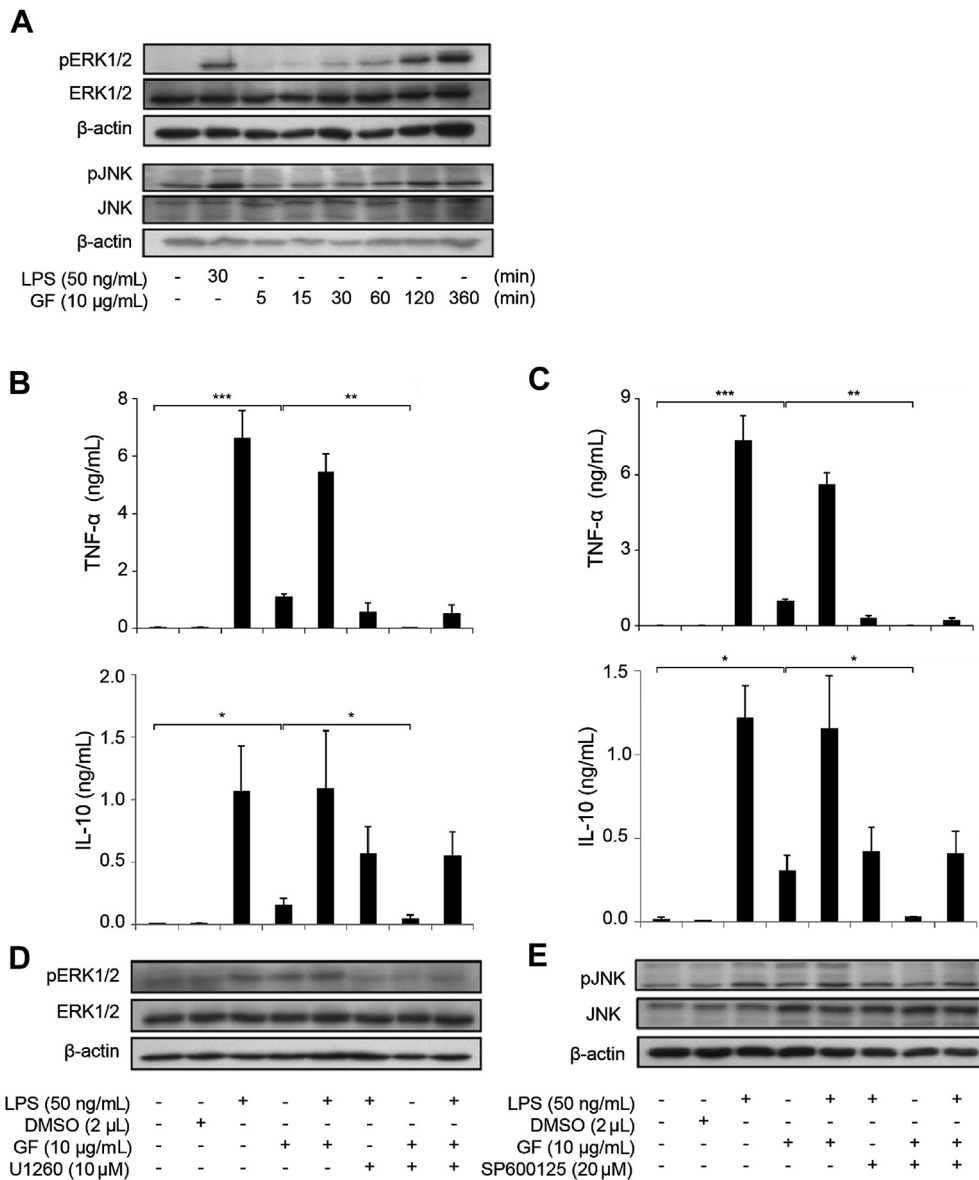 A
pERK1/2
ERK1/2
β-actin
pJNK
JNK
β-actin
LPS (50 ng/mL) - 30 - - - - - - (min)
GF (10 µg/mL) - - 5 15 30 60 120 360 (min)
B
*** **
8
6
4
2
0
TNF-α (ng/mL)
* *
2.0
1.5
1.0
0.5
0.0
IL-10 (ng/mL)
C
*** **
9
6
3
0
TNF-α (ng/mL)
* *
1.5
1.0
0.5
0.0
IL-10 (ng/mL)
D
pERK1/2
ERK1/2
β-actin
LPS (50 ng/mL) - - + - + + - +
DMSO (2 µL) - + - - - - - -
GF (10 µg/mL) - - - + + - + +
U1260 (10 µM) - - - - - + + +
E
pJNK
JNK
β-actin
LPS (50 ng/mL) - - + - + + - +
DMSO (2 µL) - + - - - - - -
GF (10 µg/mL) - - - + + - + +
SP600125 (20 µM) - - - - - + + +